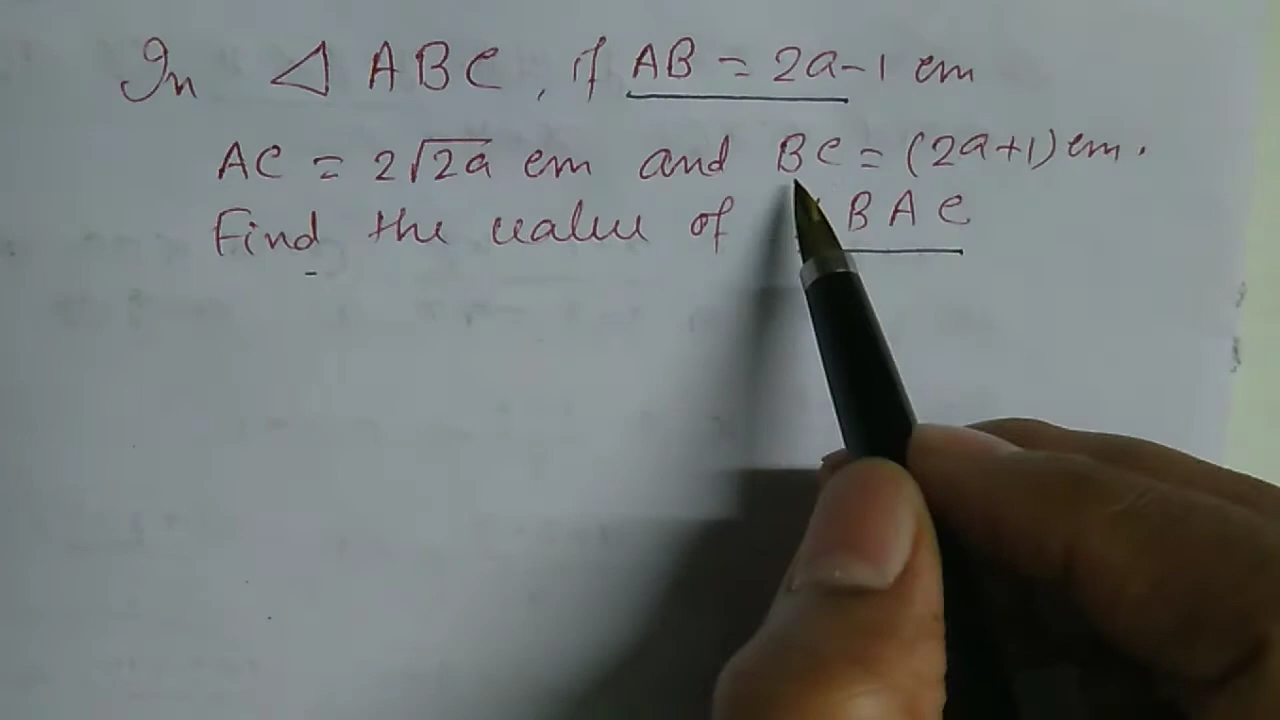 In △ ABC, if AB = 2a-1 cm
AC = 2√2a cm and BC = (2a+1) cm.
Find the value of BAC